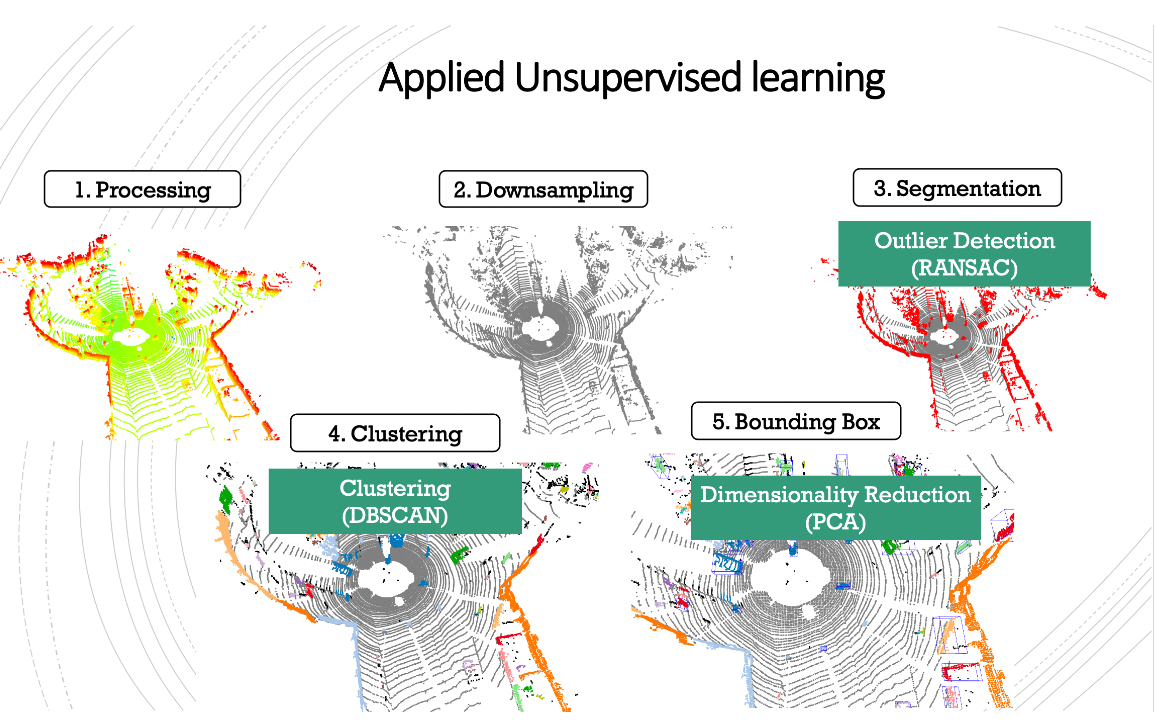 Applied Unsupervised learning
1. Processing
2. Downsampling
3. Segmentation
Outlier Detection
(RANSAC)
4. Clustering
Clustering
(DBSCAN)
5. Bounding Box
Dimensionality Reduction
(PCA)